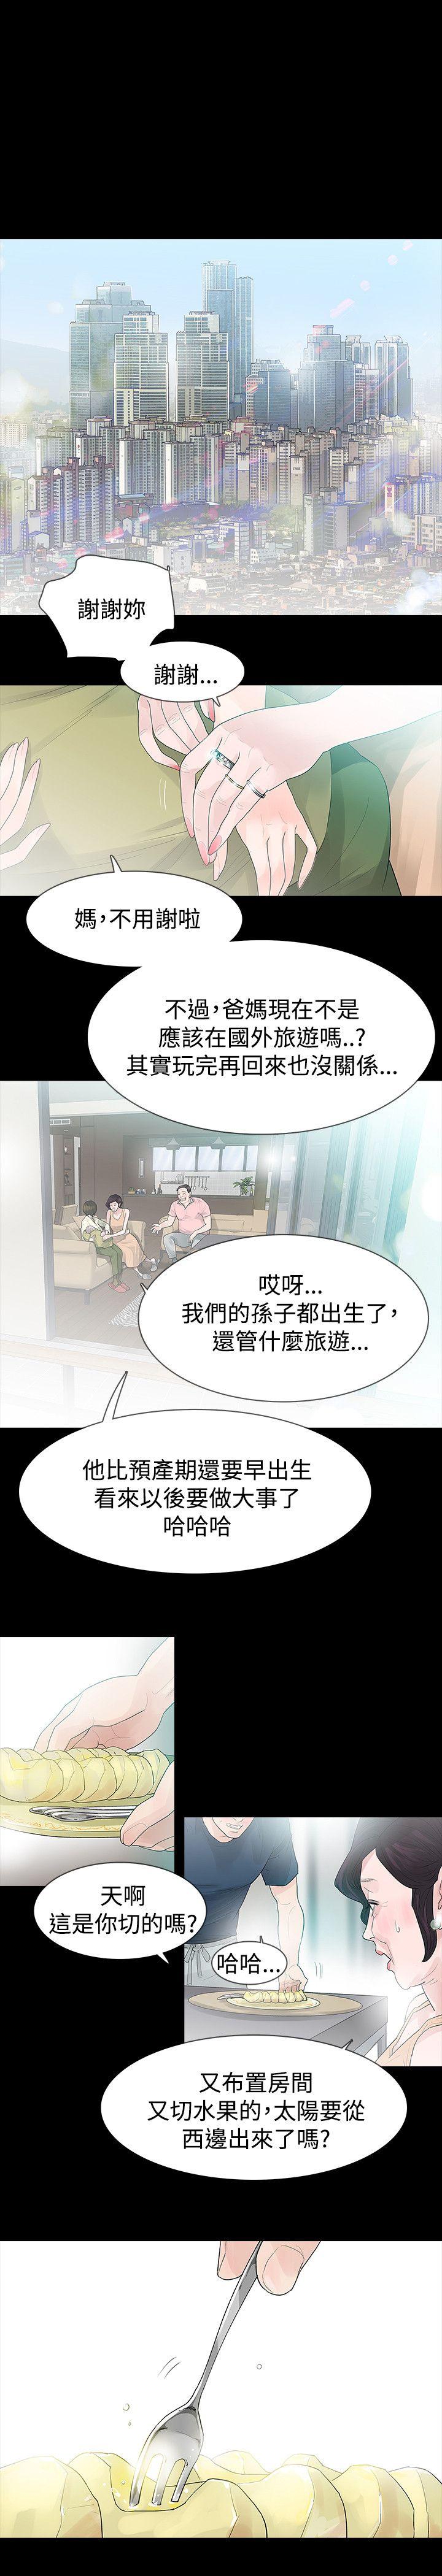 謝謝妳
謝謝...
媽，不用謝啦
不過，爸媽現在不是
應該在國外旅遊嗎..?
其實玩完再回來也沒關係...
哎呀...
我們的孫子都出生了，
還管什麼旅遊...
他比預產期還要早出生
看來以後要做大事了
哈哈哈
天啊
這是你切的嗎?
哈哈...
又布置房間
又切水果的，太陽要從
西邊出來了嗎?